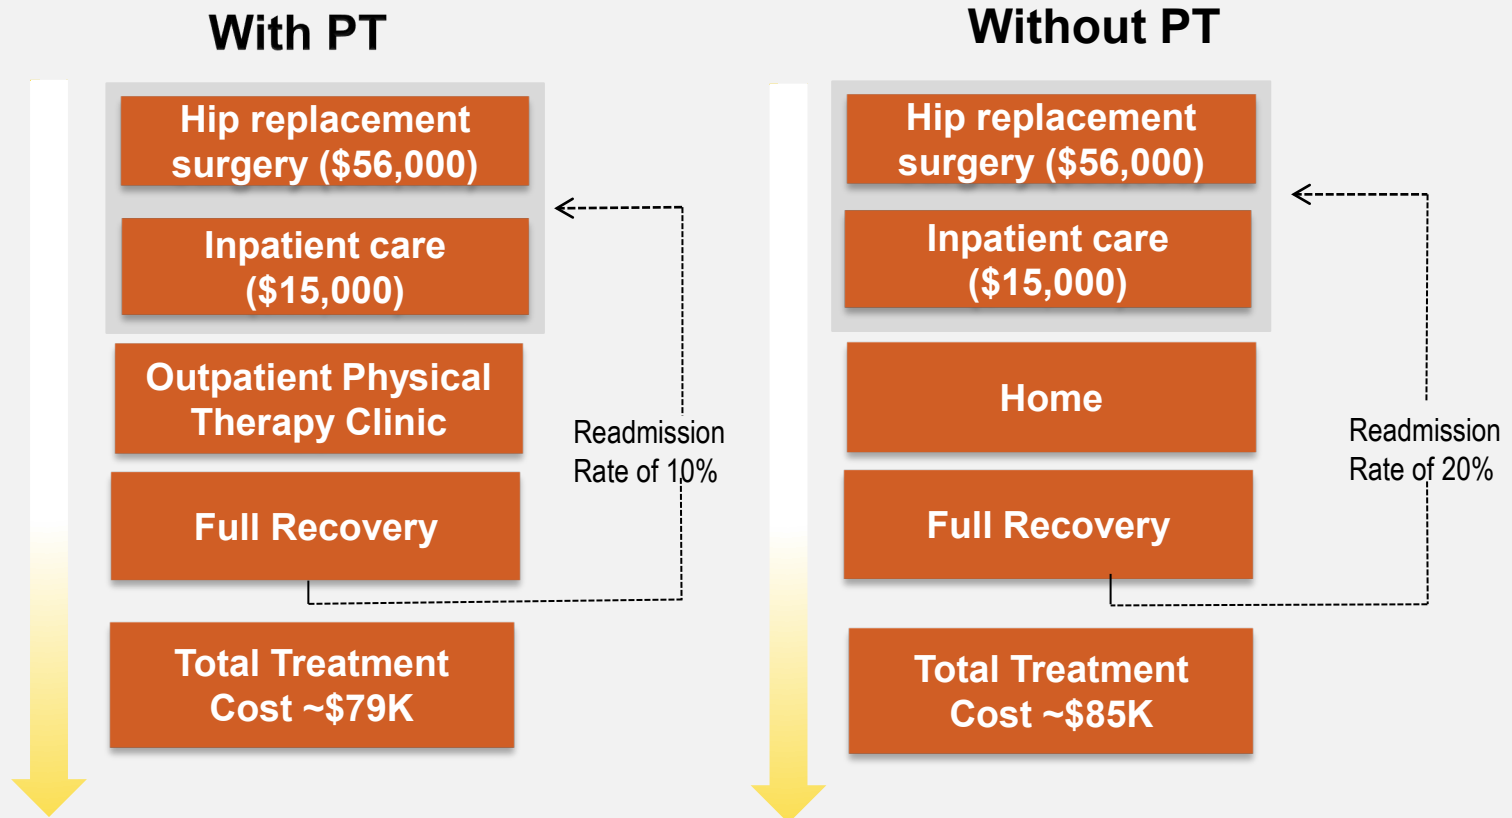 With PT
Hip replacement
surgery ($56,000)
Inpatient care
($15,000)
Outpatient Physical
Therapy Clinic
Full Recovery
Total Treatment
Cost ~$79K
Readmission
Rate of 10%
Without PT
Hip replacement
surgery ($56,000)
Inpatient care
($15,000)
Home
Full Recovery
Total Treatment
Cost ~$85K
Readmission
Rate of 20%